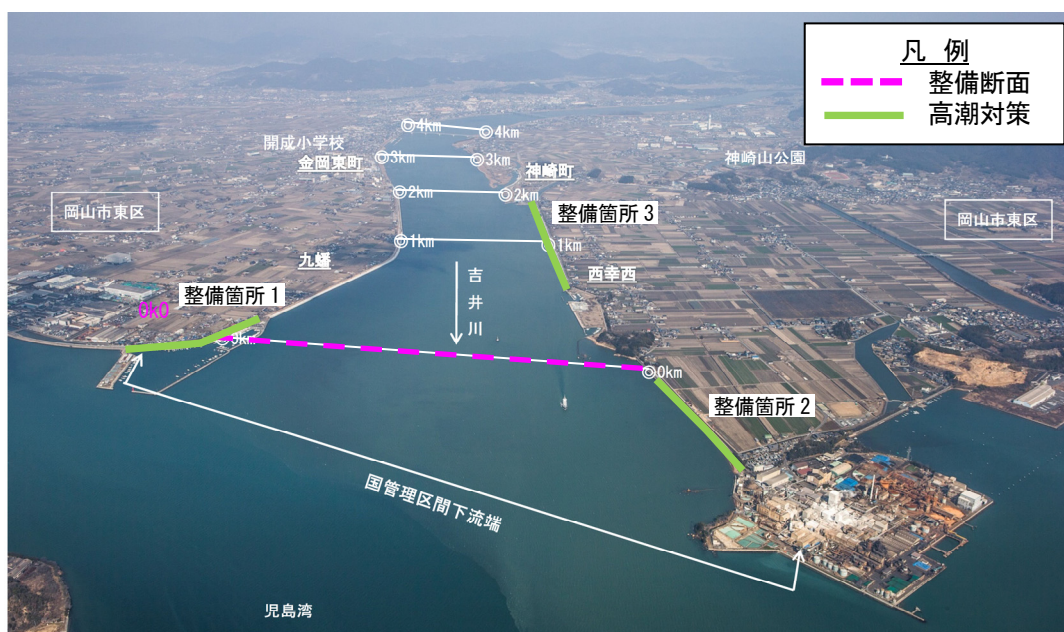 凡 例
整備断面
高潮対策
4km
4km
開成小学校
金岡東町
3km
3km
神崎町
神崎山公園
2km
2km
岡山市東区
岡山市東区
整備箇所3
1km
1km
九蟠
吉井川
西幸西
整備箇所1
0k0
0km
0km
整備箇所2
国管理区間下流端
児島湾